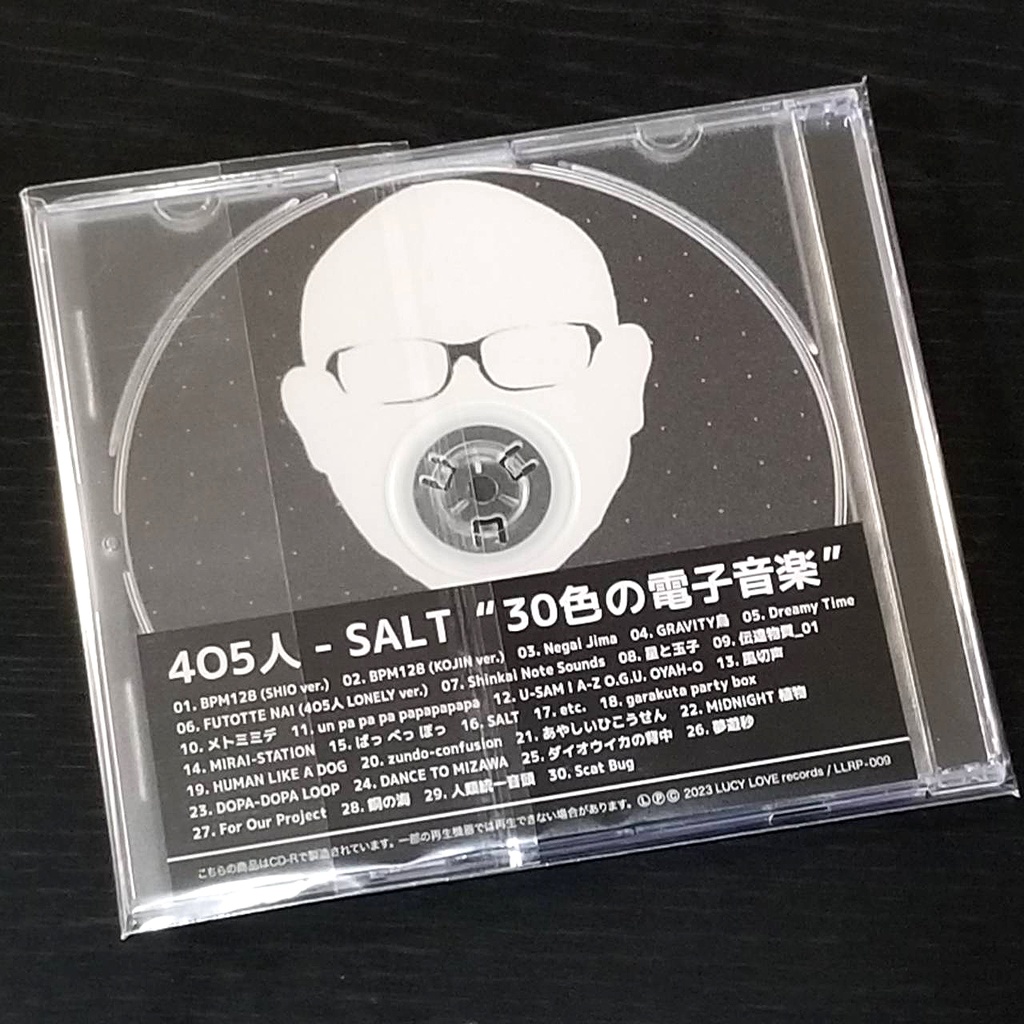 405人 - SALT “30色の電子音楽”
01. BPM128 (SHIO ver.) 02. BPM128 (KOJIN ver.) 03. Negai Jima 04. GRAVITY鳥 05. Dreamy Time
06. FUTOTTE NAI (405人 LONELY ver.) 07. Shinkai Note Sounds 08.星と玉子 09. 伝達物質_01
10. メトミミデ 11. un pa pa pa papapapapa 12. U-SAM I A-Z O.G.U. OYAH-O 13. 風切声
14. MIRAI-STATION 15. ぱっ ぺっ ぽっ 16. SALT 17. etc. 18. garakuta party box
19. HUMAN LIKE A DOG 20. zundo-confusion 21. あやしいひこうせん 22. MIDNIGHT 植物
23. DOPA-DOPA LOOP 24. DANCE TO MIZAWA 25. ダイオウイカの背中 26. 夢遊砂
27. For Our Project 28. 銅の海 29. 人類統一音頭 30. Scat Bug
こちらの商品はCD-Rで製造されています。一部の再生機器では再生できない場合があります。 Ⓛ Ⓟ Ⓒ 2023 LUCY LOVE records / LLRP-009